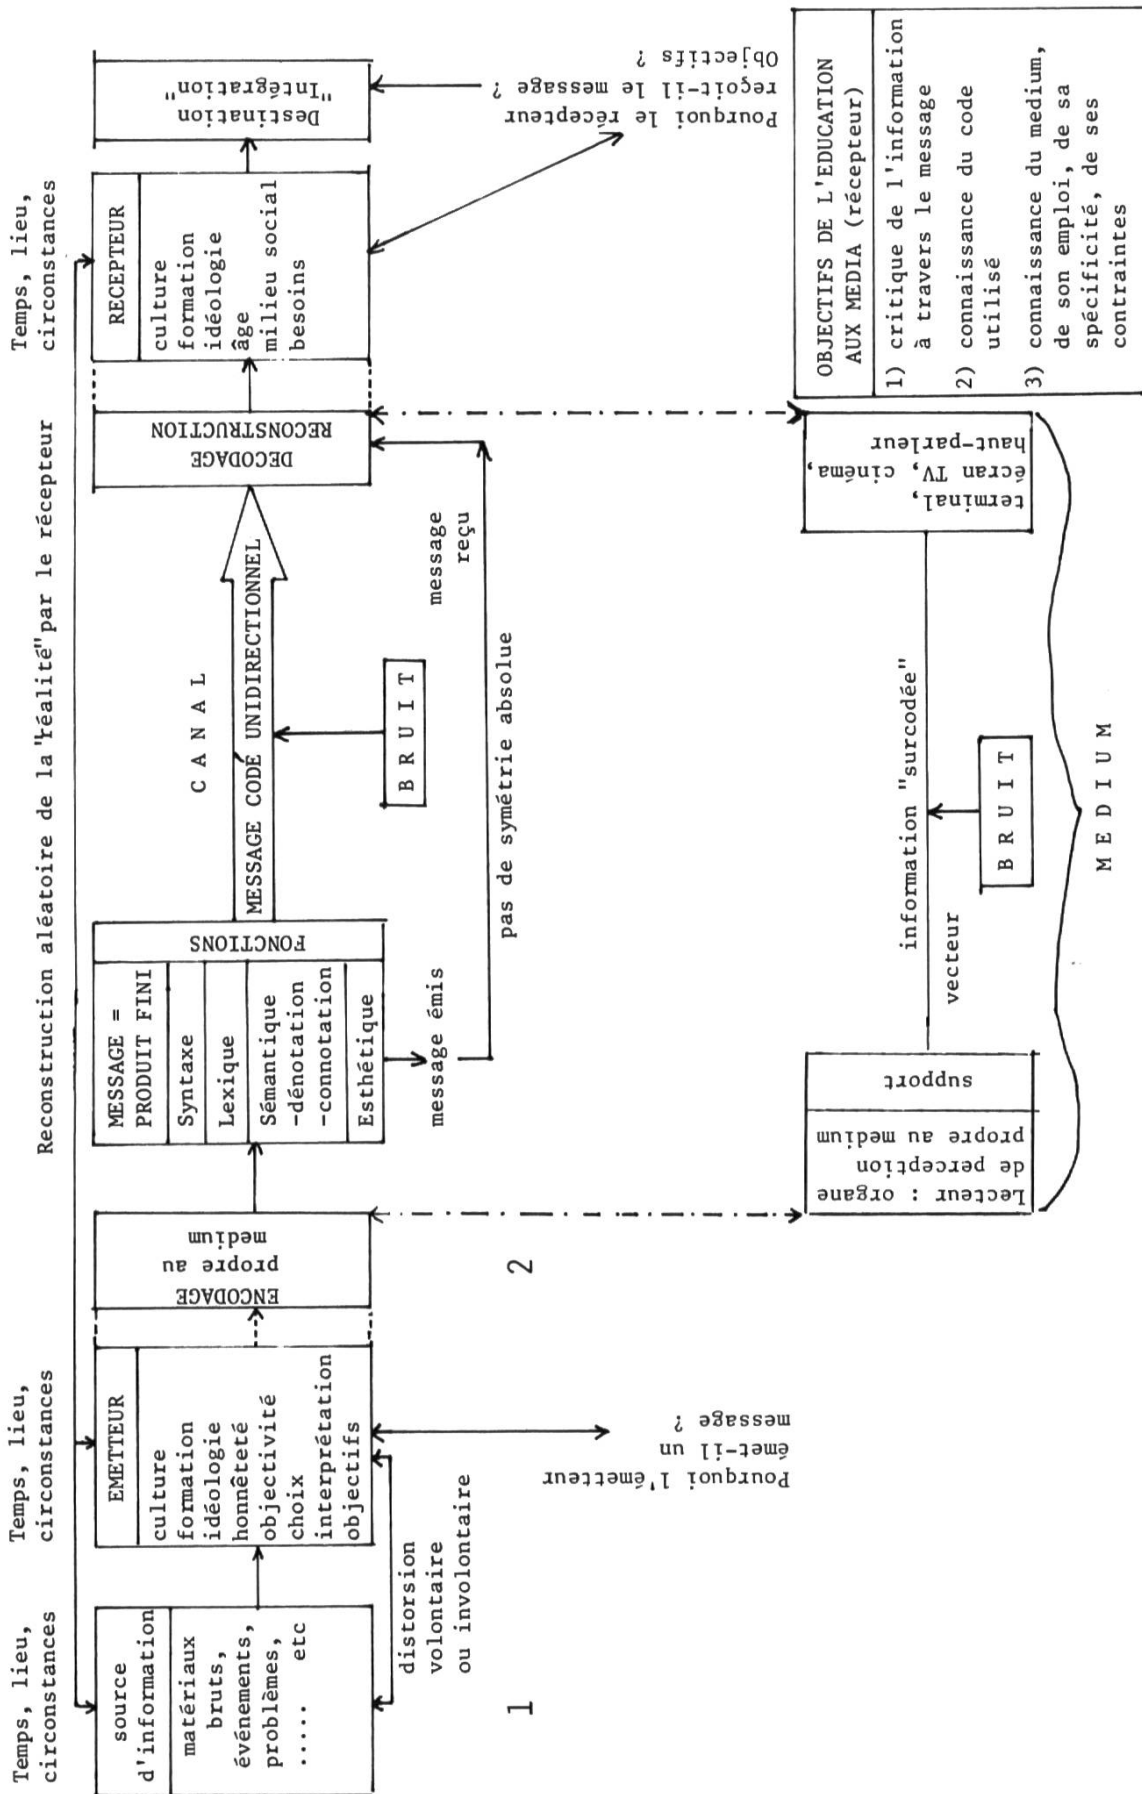 Temps, lieu,
circonstances
Temps, lieu,
circonstances
Reconstruction aléatoire de la "réalité" par le récepteur
Temps, lieu,
circonstances
source
d'information
matériaux
bruts,
événements,
problèmes,
..... etc
EMETTEUR
culture
formation
idéologie
honnêteté
objectivité
choix
interprétation
objectifs
ENCODAGE
propre au
medium
MESSAGE =
PRODUIT FINI
Syntaxe
Lexique
Sémantique
-dénotation
-connotation
Esthétique
FONCTIONS
CANAL
MESSAGE CODÉ UNIDIRECTIONNEL
BRUIT
DECODAGE
RECONSTRUCTION
RECEPTEUR
culture
formation
idéologie
âge
milieu social
besoins
Destination
"Intégration"
distorsion
volontaire
ou involontaire
message émis
pas de symétrie absolue
message
reçu
1
2
Pourquoi l'émetteur
émet-il un
message ?
Pourquoi le récepteur
reçoit-il le message ?
Objectifs ?
Lecteur : organe
de perception
propre au medium
support
information "surcodée"
vecteur
BRUIT
terminal,
écran TV, cinéma,
haut-parleur
MEDIUM
OBJECTIFS DE L'EDUCATION
AUX MEDIA (récepteur)
1) critique de l'information
à travers le message
2) connaissance du code
utilisé
3) connaissance du medium,
de son emploi, de sa
spécificité, de ses
contraintes